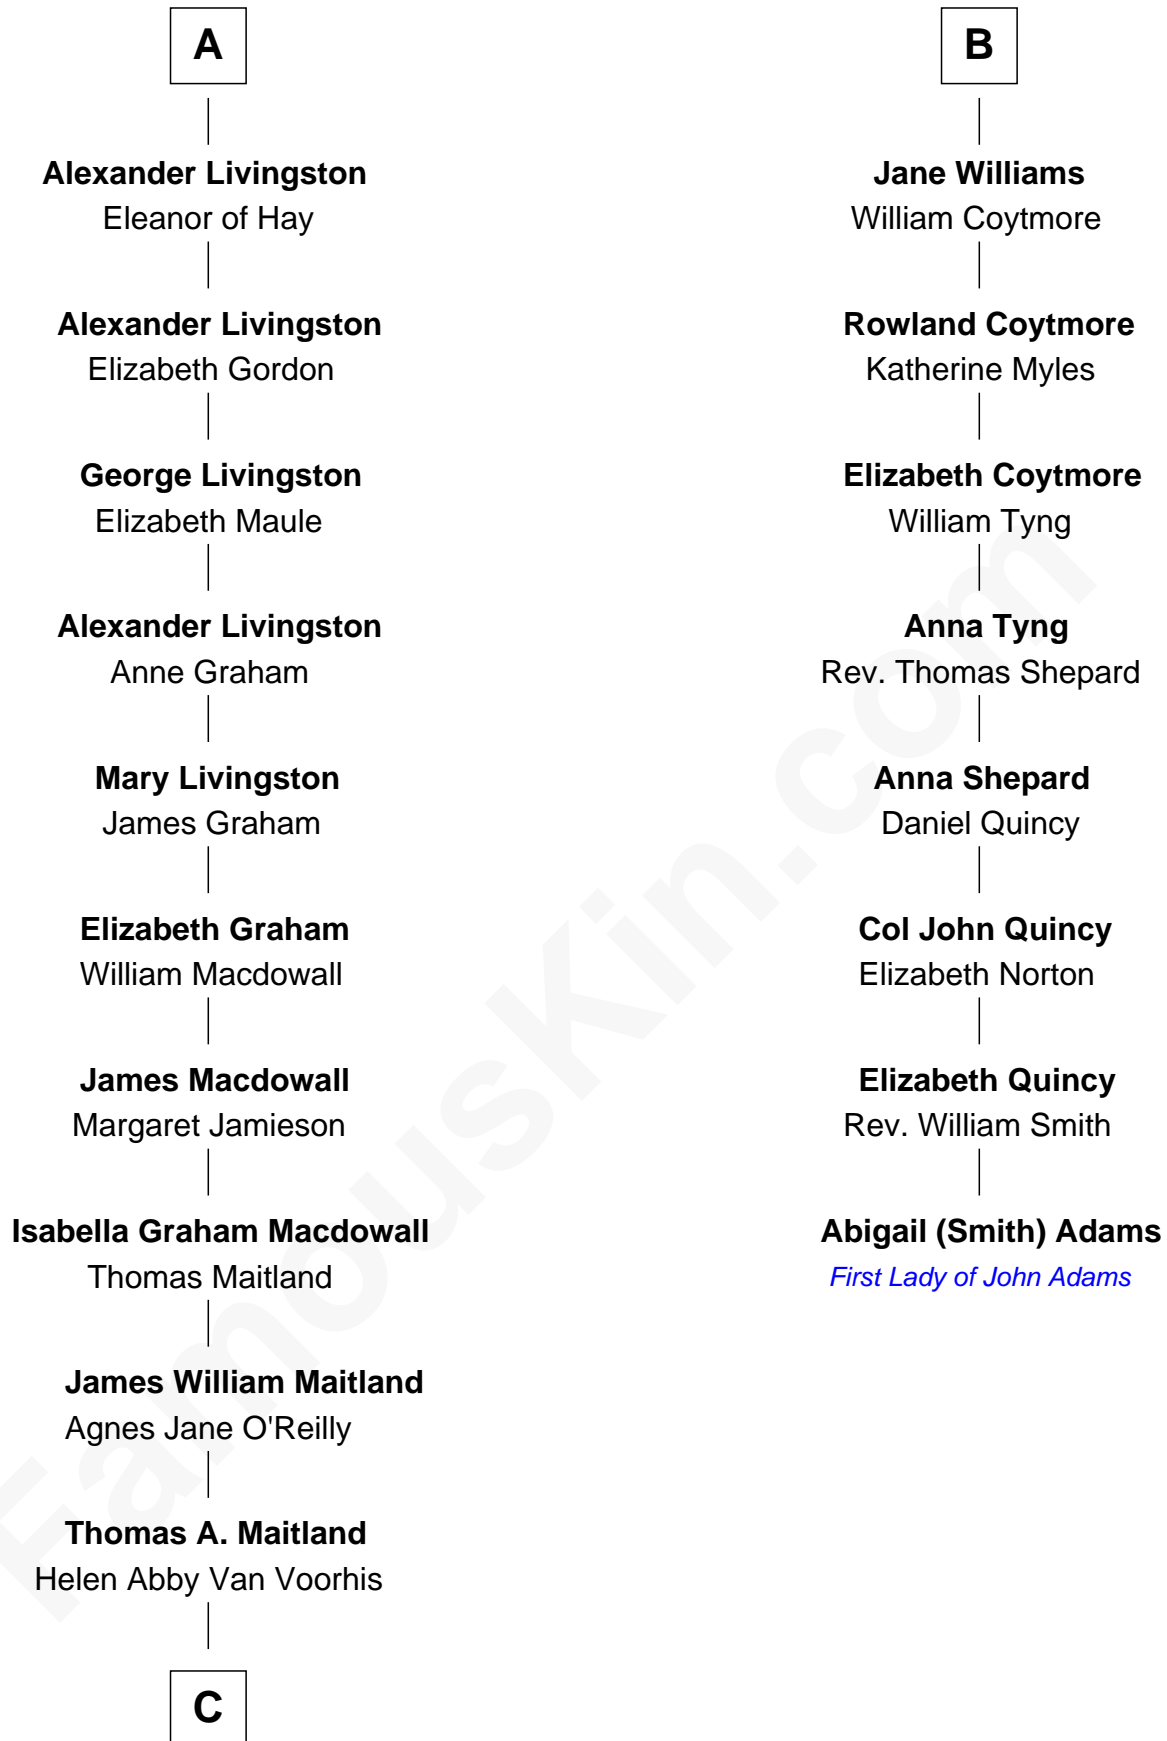 A
Alexander Livingston
Eleanor of Hay
Alexander Livingston
Elizabeth Gordon
George Livingston
Elizabeth Maule
Alexander Livingston
Anne Graham
Mary Livingston
James Graham
Elizabeth Graham
William Macdowall
James Macdowall
Margaret Jamieson
Isabella Graham Macdowall
Thomas Maitland
James William Maitland
Agnes Jane O'Reilly
Thomas A. Maitland
Helen Abby Van Voorhis
C
B
Jane Williams
William Coytmore
Rowland Coytmore
Katherine Myles
Elizabeth Coytmore
William Tyng
Anna Tyng
Rev. Thomas Shepard
Anna Shepard
Daniel Quincy
Col John Quincy
Elizabeth Norton
Elizabeth Quincy
Rev. William Smith
Abigail (Smith) Adams
First Lady of John Adams
FamousKin.com